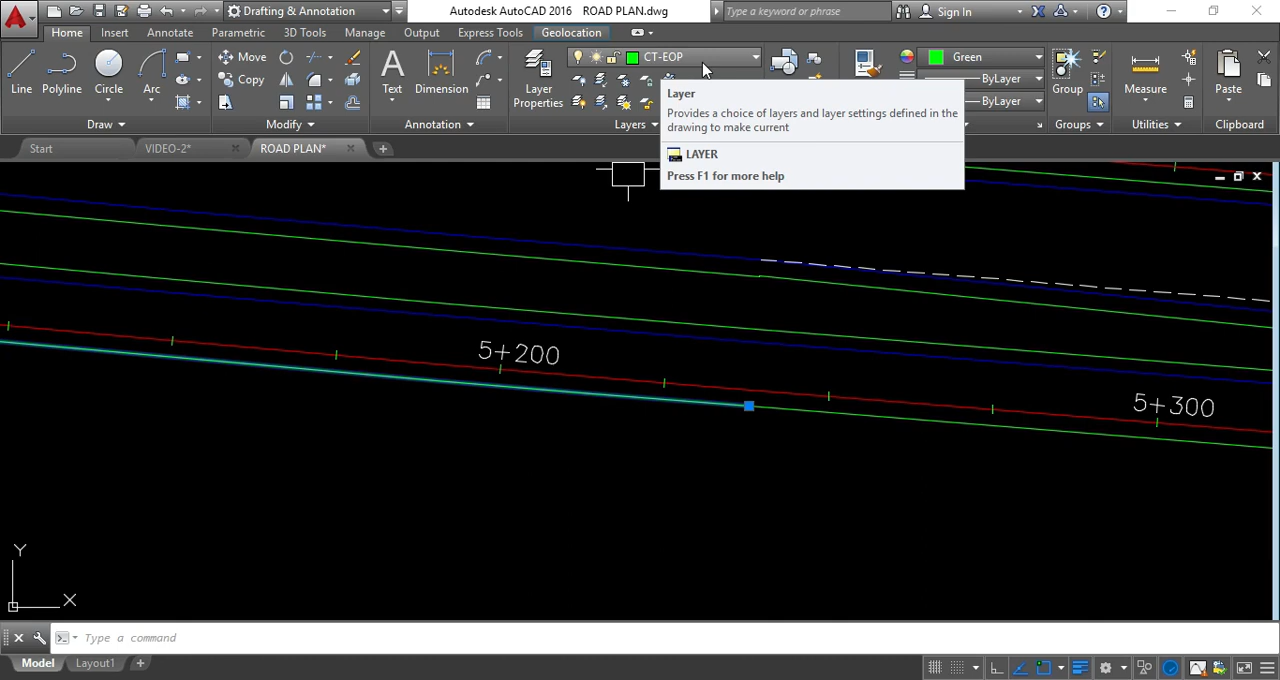 Drafting & Annotation
Autodesk AutoCAD 2016 ROAD PLAN.dwg
Type a keyword or phrase
Sign In
Home
Insert
Annotate
Parametric
3D Tools
Manage
Output
Express Tools
Geolocation
Line
Polyline
Circle
Arc
Move
Copy
Text
Dimension
Layer
Properties
CT-EOP
Green
ByLayer
ByLayer
Group
Measure
Paste
Draw
Modify
Annotation
Layers
Groups
Utilities
Clipboard
Layer
Provides a choice of layers and layer settings defined in the
drawing to make current
LAYER
Press F1 for more help
Start
VIDEO-2*
ROAD PLAN*
5+200
5+300
Y
X
Type a command
Model
Layout1